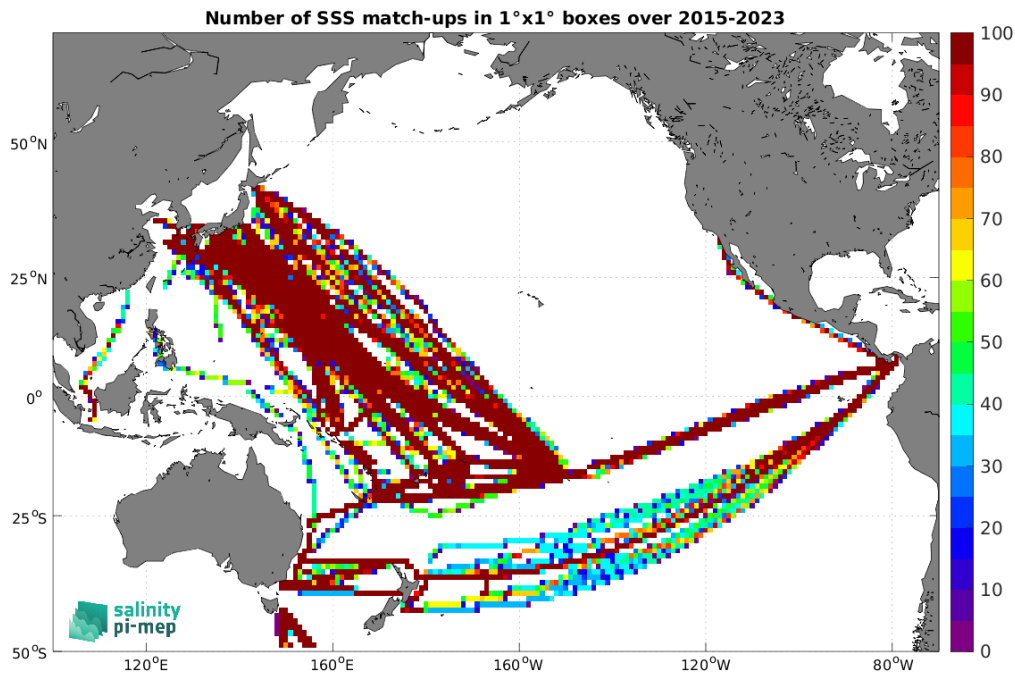 Number of SSS match-ups in 1°x1° boxes over 2015-2023
100
90
80
70
60
50
40
30
20
10
0
50°N
25°N
0°
25°S
50°S
120°E
160°E
160°W
120°W
80°W
salinity
pi-mep